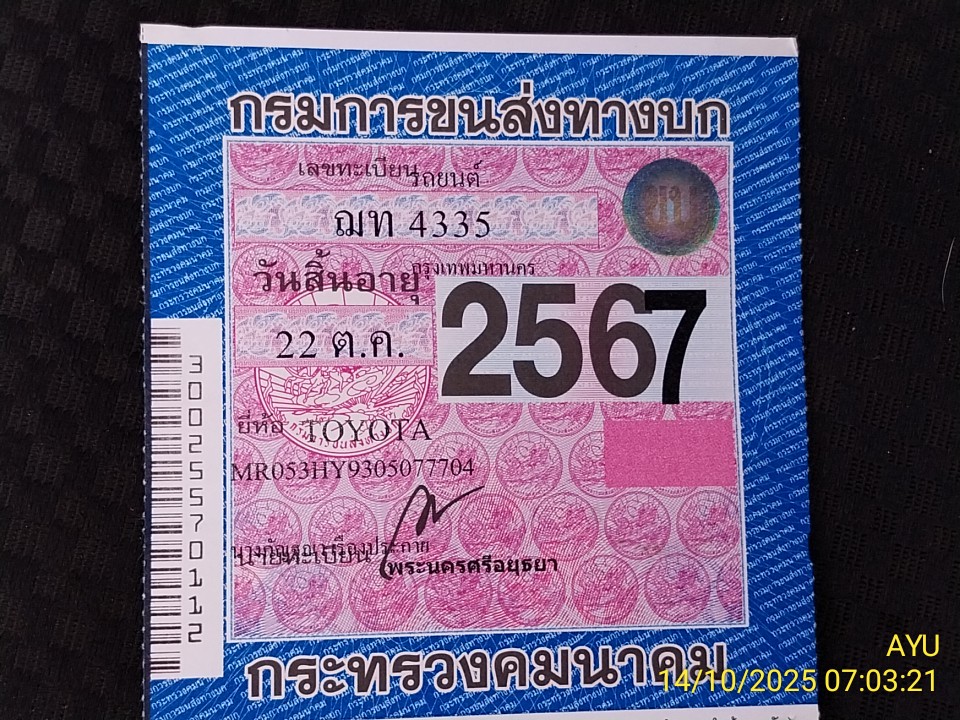 กรมการขนส่งทางบก
เลขทะเบียนรถยนต์
ฌท 4335
กรุงเทพมหานคร
วันสิ้นอายุ
22 ต.ค.
2567
ยี่ห้อ TOYOTA
MR053HY9305077704
นายทะเบียน
พระนครศรีอยุธยา
กระทรวงคมนาคม
300255701112
AYU
14/10/2025 07:03:21